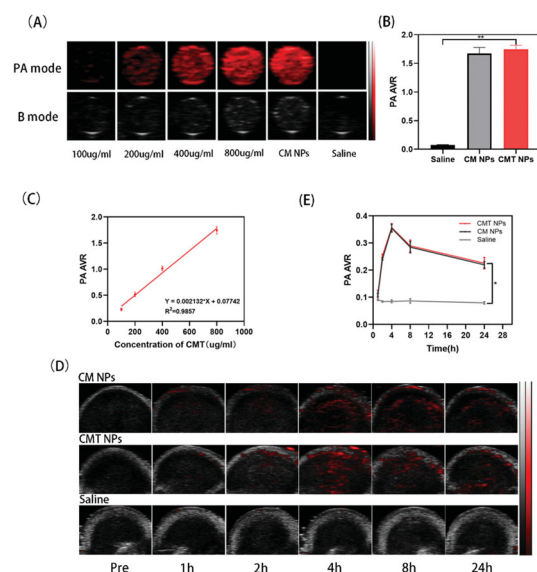 (A)
PA mode
B mode
100ug/ml 200ug/ml 400ug/ml 800ug/ml CM NPs Saline
(B)
**
PA AVR
2.0
1.5
1.0
0.5
0.0
Saline CM NPs CMT NPs
(C)
PA AVR
2.0
1.5
1.0
0.5
0.0
Y = 0.002132*X + 0.07742
R²=0.9857
0 200 400 600 800 1000
Concentration of CMT(ug/ml)
(E)
PA AVR
0.4
0.3
0.2
0.1
0.0
CMT NPs
CM NPs
Saline
*
0 4 8 12 16 20 24 28
Time(h)
(D)
CM NPs
CMT NPs
Saline
Pre 1h 2h 4h 8h 24h